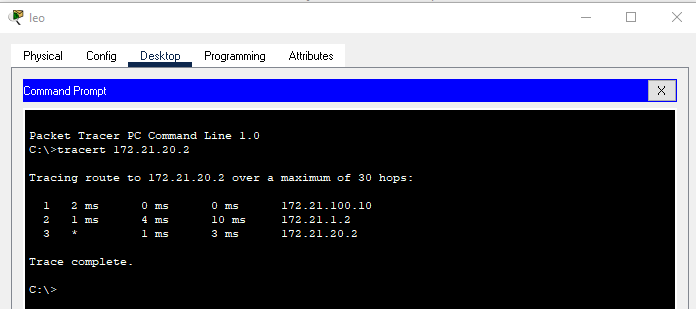 leo
Physical Config Desktop Programming Attributes
Command Prompt X
Packet Tracer PC Command Line 1.0
C:\>tracert 172.21.20.2
Tracing route to 172.21.20.2 over a maximum of 30 hops:
1 2 ms 0 ms 0 ms 172.21.100.10
2 1 ms 4 ms 10 ms 172.21.1.2
3 * 1 ms 3 ms 172.21.20.2
Trace complete.
C:\>